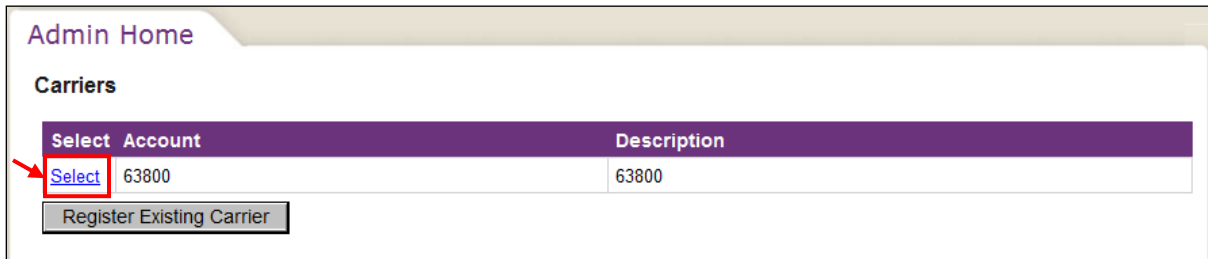 Admin Home
Carriers
Select Account Description
Select 63800 63800
Register Existing Carrier